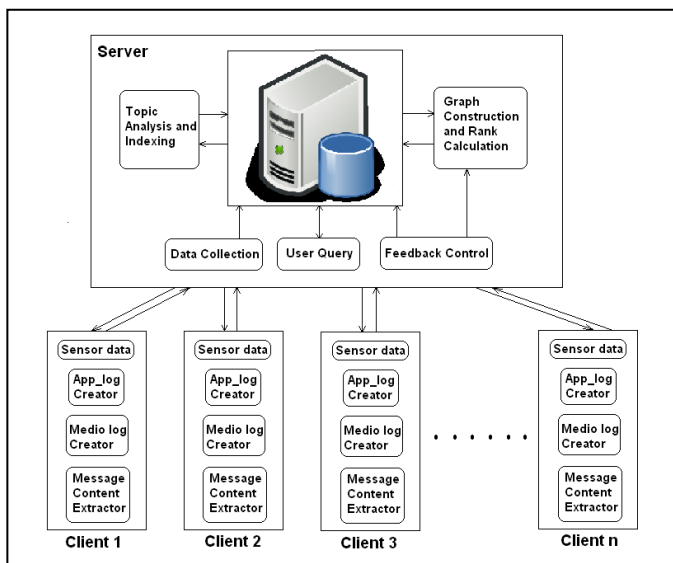 Server
Topic
Analysis and
Indexing
Graph
Construction
and Rank
Calculation
Data Collection
User Query
Feedback Control
Sensor data
App_log
Creator
Medio log
Creator
Message
Content
Extractor
Client 1
Sensor data
App_log
Creator
Medio log
Creator
Message
Content
Extractor
Client 2
Sensor data
App_log
Creator
Medio log
Creator
Message
Content
Extractor
Client 3
Sensor data
App_log
Creator
Medio log
Creator
Message
Content
Extractor
Client n